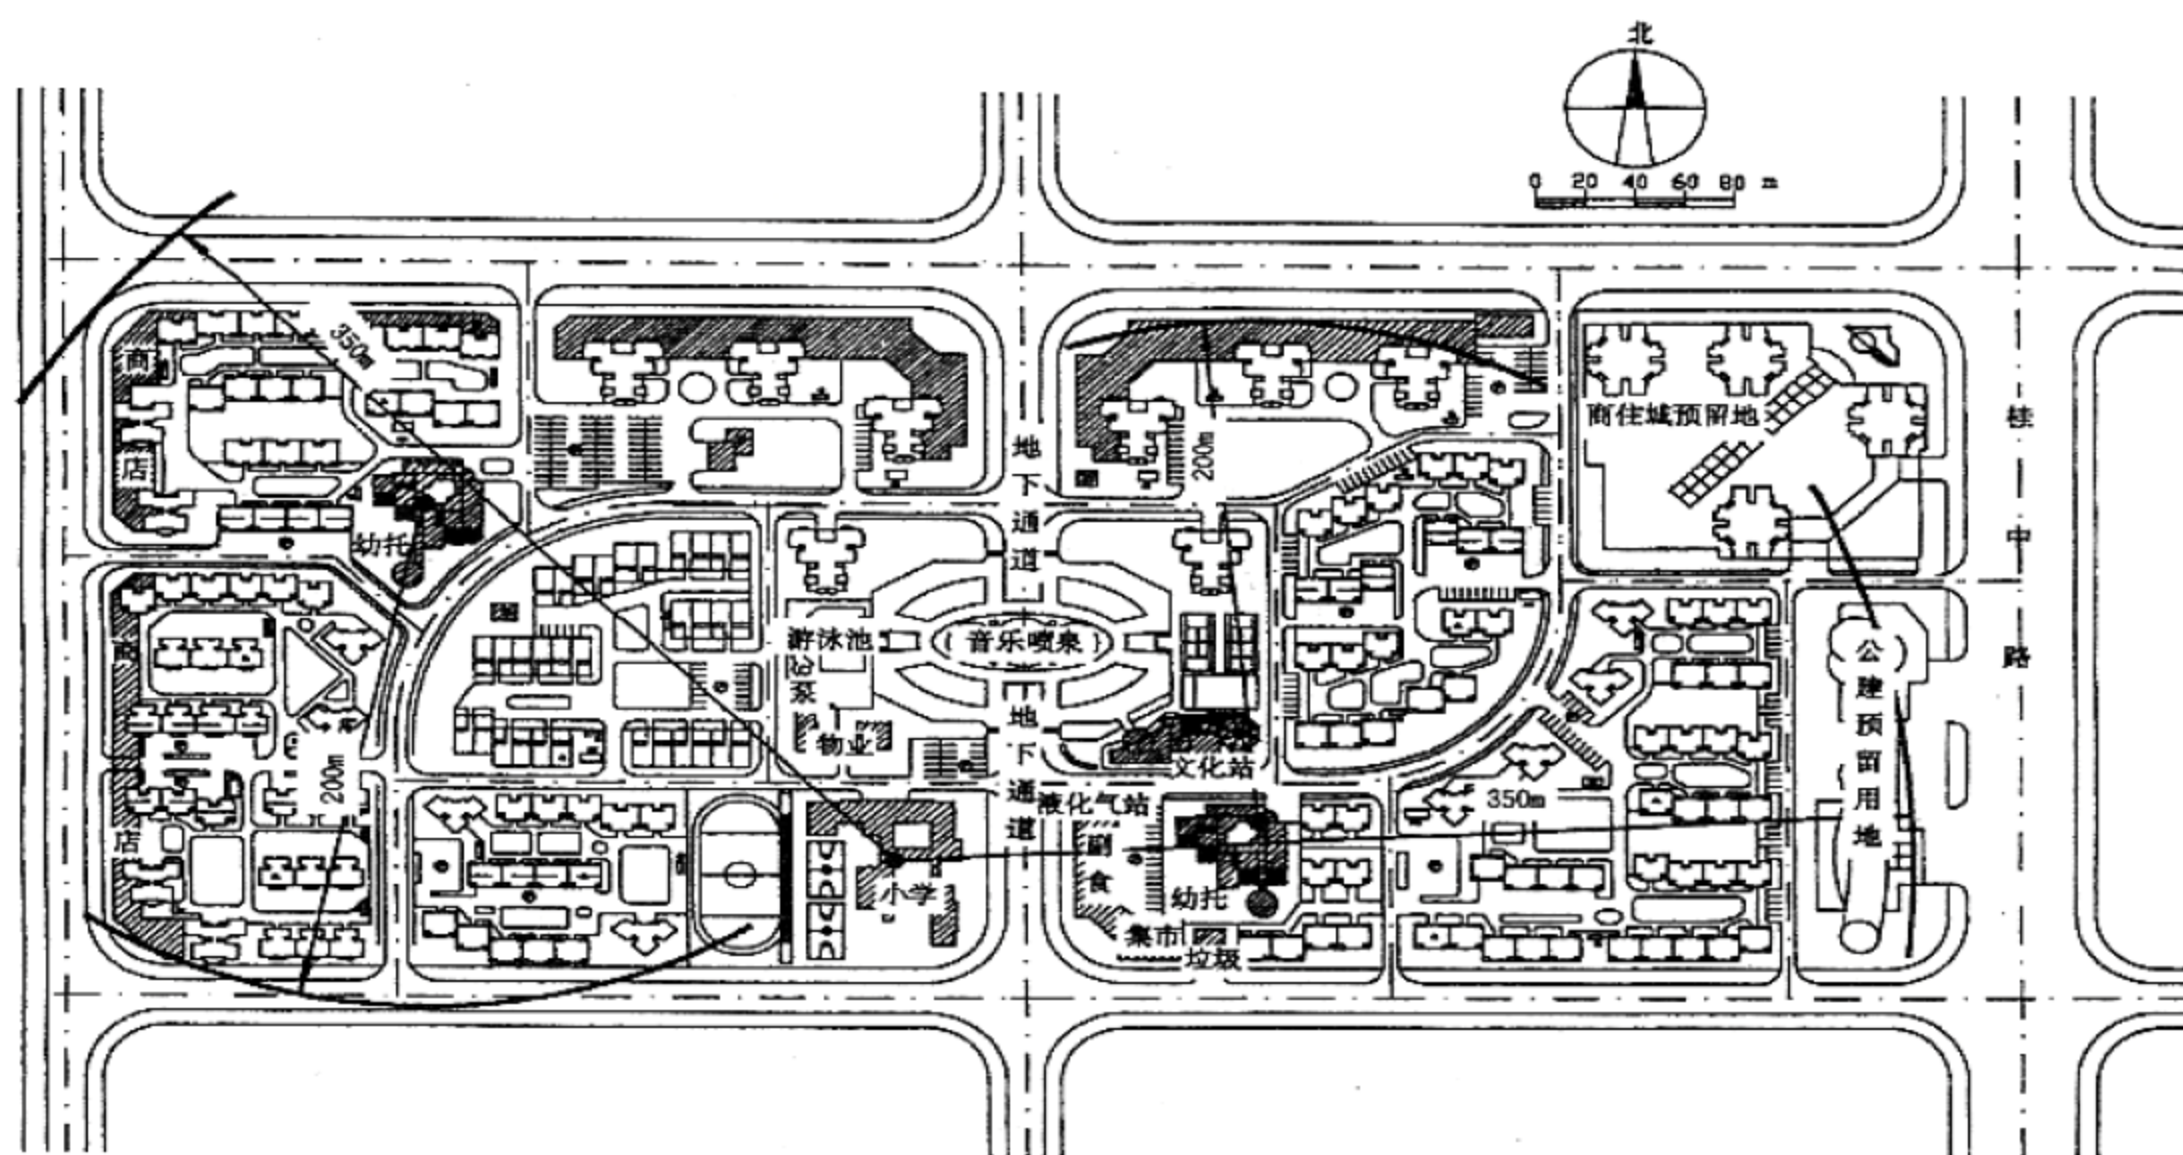 北
0 20 40 60 80 m
350m
商
店
幼托
商住城预留地
200m
地下通道
桂中路
游泳池
音乐喷泉
泵
物业
地下通道
文化站
公建预留用地
店
200m
液化气站
350m
副食
小学
幼托
集市
垃圾